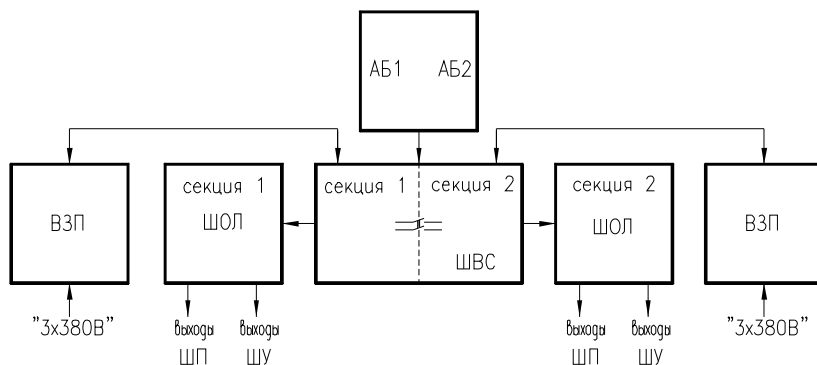 АБ1 АБ2
секция 1 секция 1 секция 2 секция 2
ВЗП ШОЛ ШОЛ ВЗП
ШВС
"3х380В" выходы выходы выходы выходы "3х380В"
ШП ШУ ШП ШУ